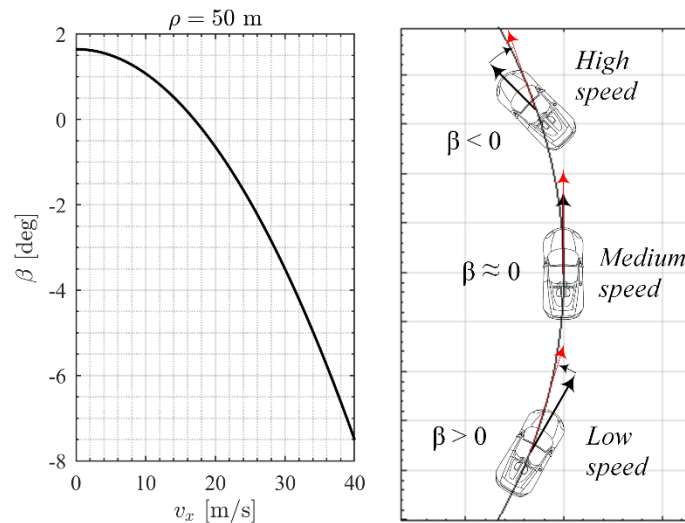 ρ = 50 m
2
0
-2
-4
-6
-8
β [deg]
0
10
20
30
40
v_x [m/s]
High
speed
β < 0
β ≈ 0
Medium
speed
β > 0
Low
speed